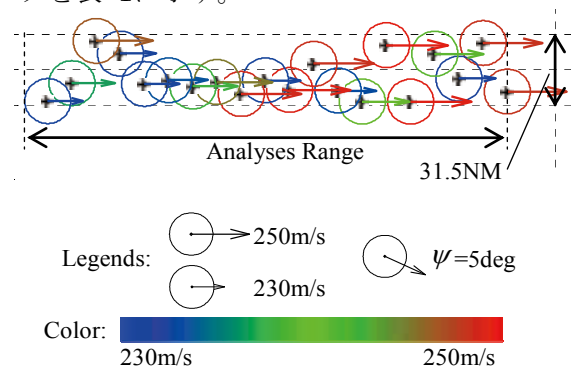 Analyses Range
31.5NM
Legends:
250m/s
230m/s
ψ=5deg
Color:
230m/s 250m/s